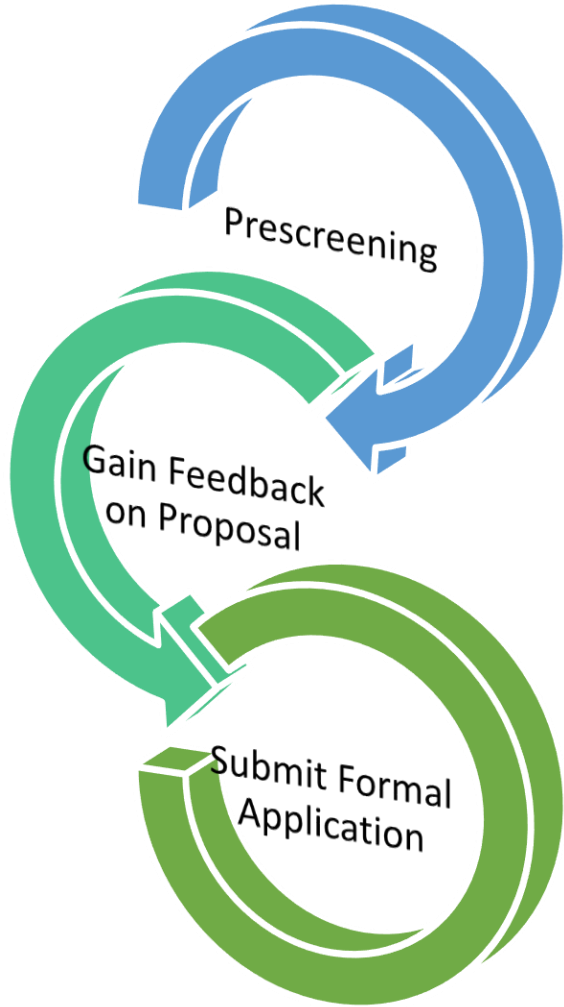 Prescreening
Gain Feedback
on Proposal
Submit Formal
Application